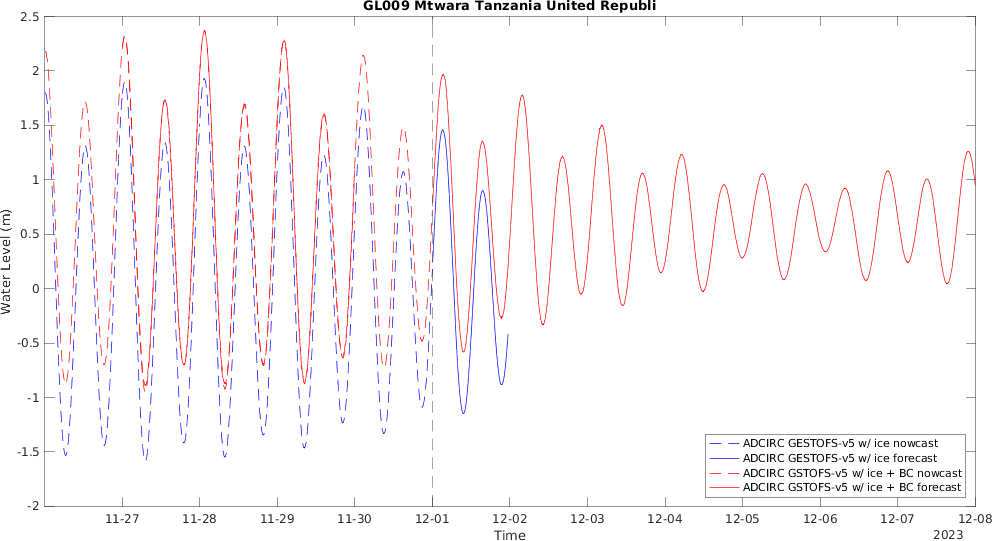 GL009 Mtwara Tanzania United Republi
Water Level (m)
2.5
2
1.5
1
0.5
0
-0.5
-1
-1.5
-2
ADCIRC GESTOFS-v5 w/ ice nowcast
ADCIRC GESTOFS-v5 w/ ice forecast
ADCIRC GSTOFS-v5 w/ ice + BC nowcast
ADCIRC GSTOFS-v5 w/ ice + BC forecast
11-27 11-28 11-29 11-30 12-01 12-02 12-03 12-04 12-05 12-06 12-07 12-08
Time
2023